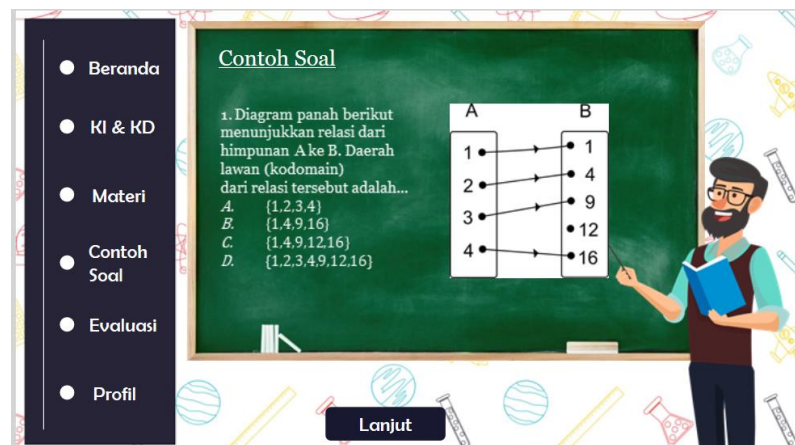 Beranda
KI & KD
Materi
Contoh
Soal
Evaluasi
Profil
Contoh Soal
1. Diagram panah berikut
menunjukkan relasi dari
himpunan A ke B. Daerah
lawan (kodomain)
dari relasi tersebut adalah...
A. {1,2,3,4}
B. {1,4,9,16}
C. {1,4,9,12,16}
D. {1,2,3,4,9,12,16}
A B
1 1
2 4
3 9
12
4 16
Lanjut